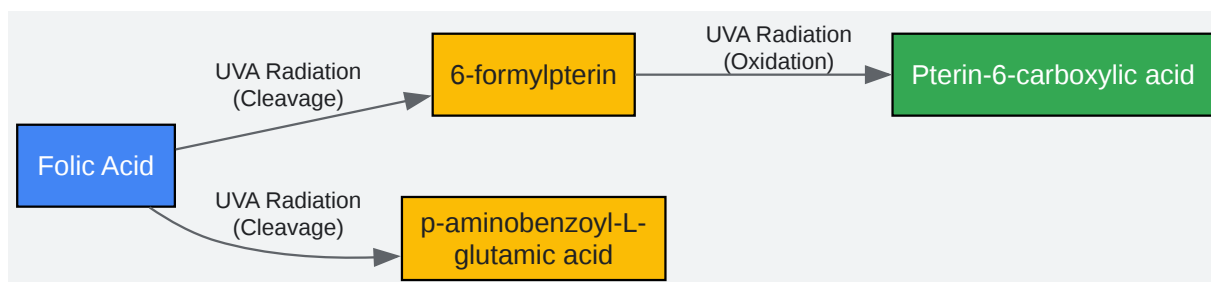 UVA Radiation
(Oxidation)
6-formylpterin
Pterin-6-carboxylic acid
UVA Radiation
(Cleavage)
Folic Acid
UVA Radiation
(Cleavage)
p-aminobenzoyl-L-
glutamic acid